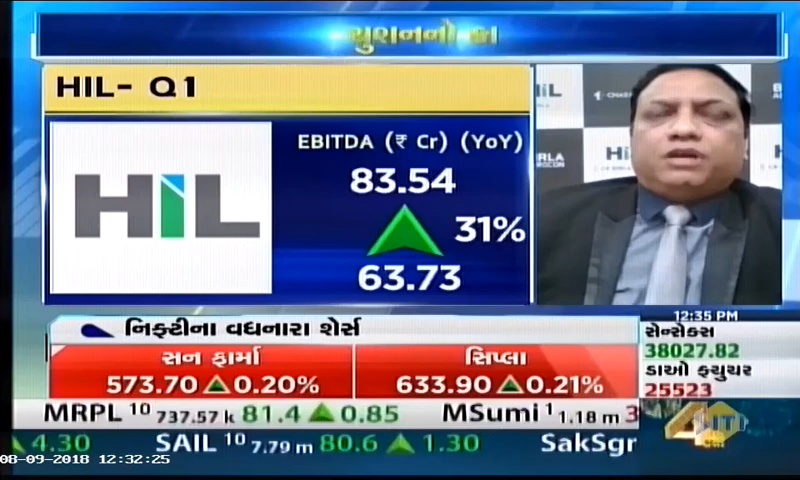 HIL- Q1
HiL
EBITDA (₹ Cr) (YoY)
83.54
31%
63.73
HiL
12:35 PM
નિફ્ટીના વધનારા શેર્સ
સેન્સેક્સ
38027.82
સન ફાર્મા
573.70 ▲ 0.20%
સિપ્લા
633.90 ▲ 0.21%
ડાઓ ફ્યુચર
25523
MRPL 10 737.57 k 81.4 ▲ 0.85 MSumi 1 1.18 m 3
▲ 4.30 SAIL 10 7.79 m 80.6 ▲ 1.30 SakSgr
08-09-2018 12:32:25